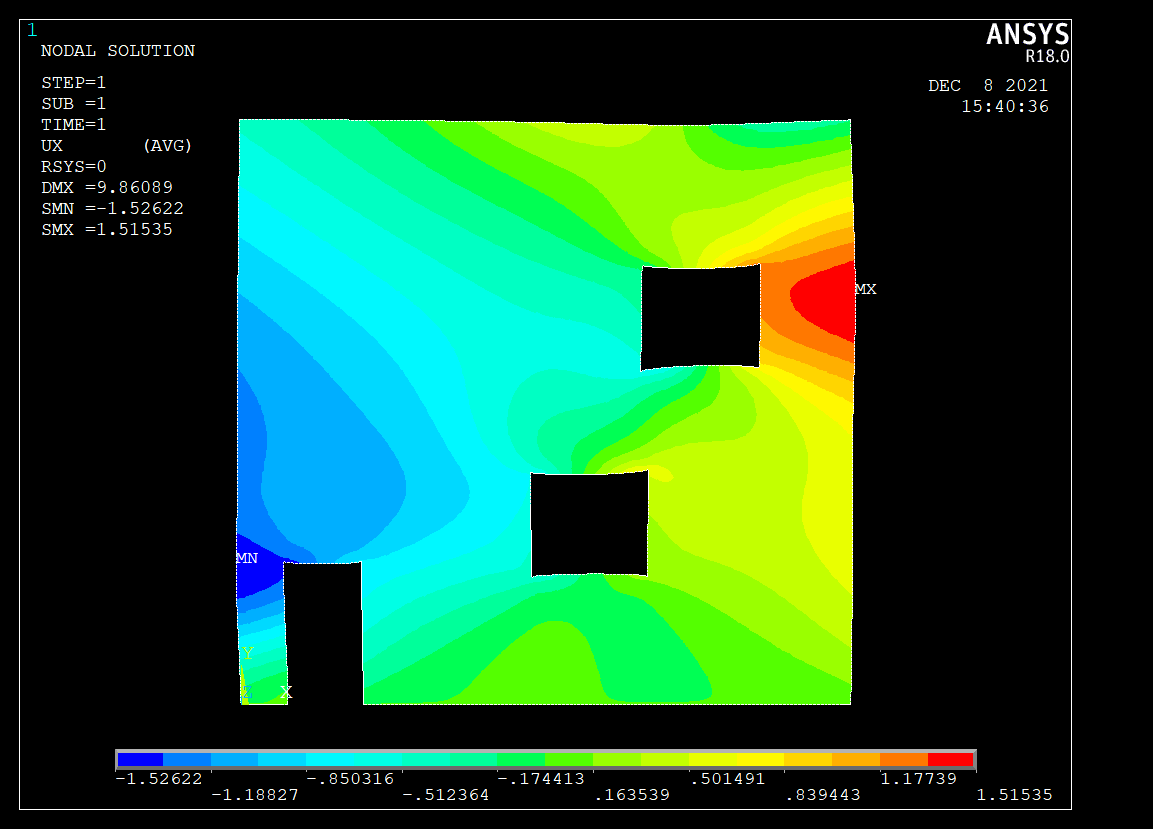 1
ANSYS
R18.0
NODAL SOLUTION
STEP=1
SUB =1
TIME=1
UX (AVG)
RSYS=0
DMX =9.86089
SMN =-1.52622
SMX =1.51535
DEC 8 2021
15:40:36
MX
MN
Y
Z X
-1.52622 -.850316 -.174413 .501491 1.17739
-1.18827 -.512364 .163539 .839443 1.51535